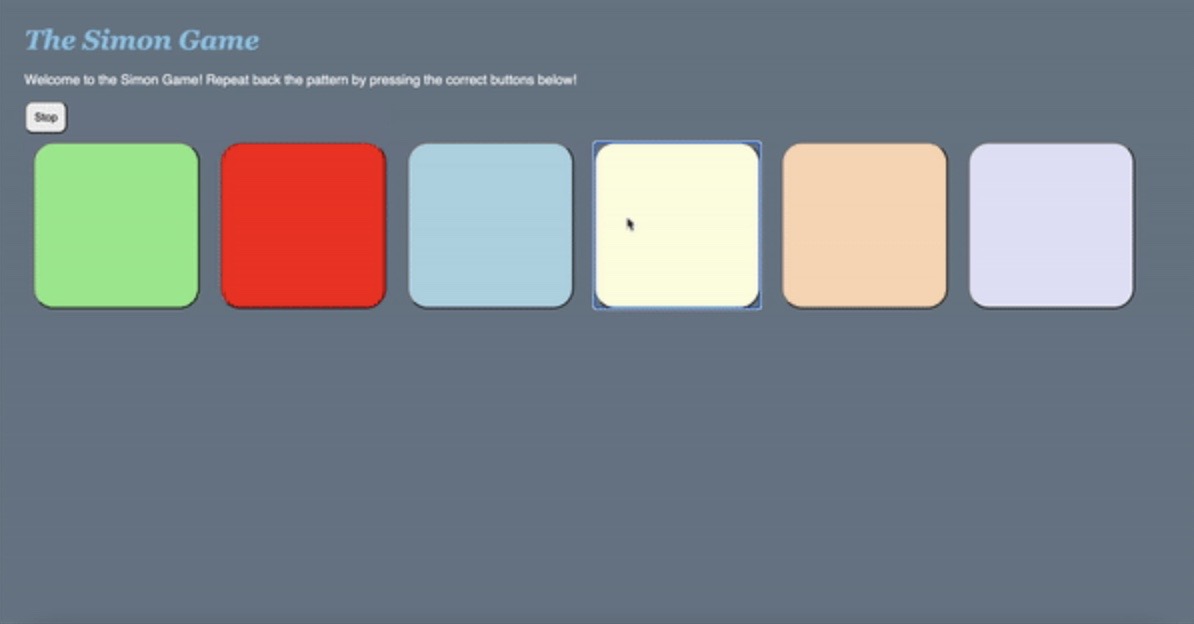 The Simon Game
Welcome to the Simon Game! Repeat back the pattern by pressing the correct buttons below!
Stop